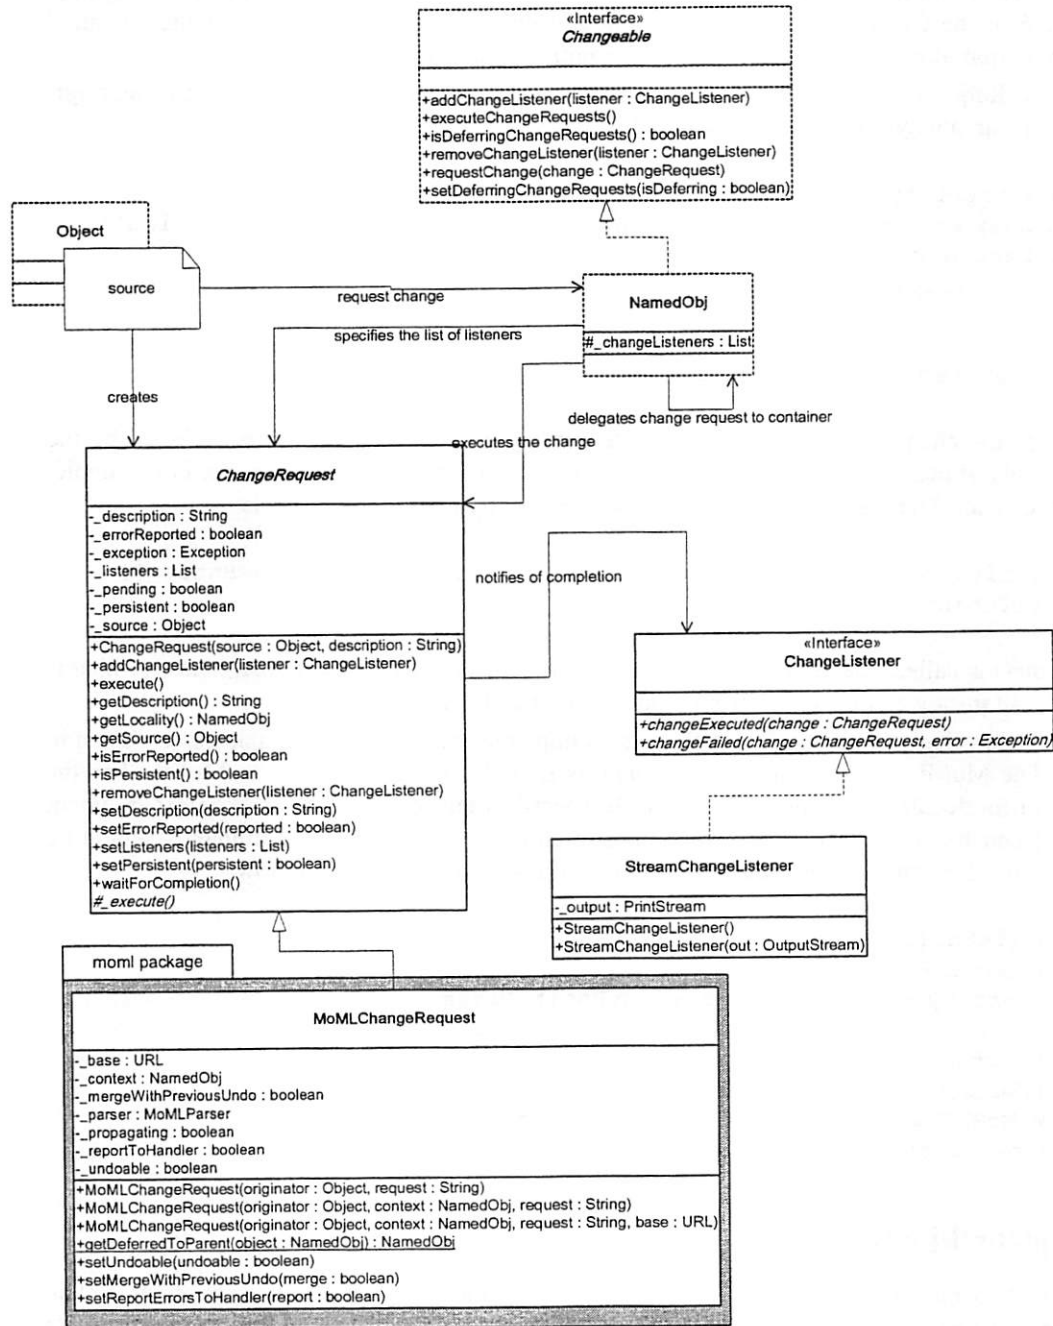 «Interface»
Changeable
+addChangeListener(listener : ChangeListener)
+executeChangeRequests()
+isDeferringChangeRequests() : boolean
+removeChangeListener(listener : ChangeListener)
+requestChange(change : ChangeRequest)
+setDeferringChangeRequests(isDeferring : boolean)
Object
source
request change
NamedObj
#_changeListeners : List
specifies the list of listeners
creates
delegates change request to container
executes the change
ChangeRequest
-_description : String
-_errorReported : boolean
-_exception : Exception
-_listeners : List
-_pending : boolean
-_persistent : boolean
-_source : Object
+ChangeRequest(source : Object, description : String)
+addChangeListener(listener : ChangeListener)
+execute()
+getDescription() : String
+getLocality() : NamedObj
+getSource() : Object
+isErrorReported() : boolean
+isPersistent() : boolean
+removeChangeListener(listener : ChangeListener)
+setDescription(description : String)
+setErrorReported(reported : boolean)
+setListeners(listeners : List)
+setPersistent(persistent : boolean)
+waitForCompletion()
#_execute()
notifies of completion
«Interface»
ChangeListener
+changeExecuted(change : ChangeRequest)
+changeFailed(change : ChangeRequest, error : Exception)
StreamChangeListener
-_output : PrintStream
+StreamChangeListener()
+StreamChangeListener(out : OutputStream)
moml package
MoMLChangeRequest
-_base : URL
-_context : NamedObj
-_mergeWithPreviousUndo : boolean
-_parser : MoMLParser
-_propagating : boolean
-_reportToHandler : boolean
-_undoable : boolean
+MoMLChangeRequest(originator : Object, request : String)
+MoMLChangeRequest(originator : Object, context : NamedObj, request : String)
+MoMLChangeRequest(originator : Object, context : NamedObj, request : String, base : URL)
+getDeferredToParent(object : NamedObj) : NamedObj
+setUndoable(undoable : boolean)
+setMergeWithPreviousUndo(merge : boolean)
+setReportErrorsToHandler(report : boolean)